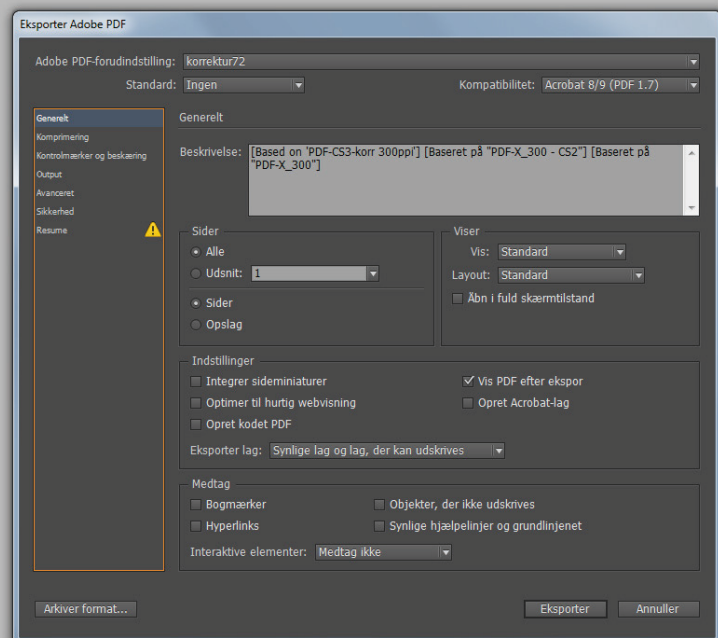 Eksporter Adobe PDF
Adobe PDF-forudindstilling: korrektur72
Standard: Ingen Kompatibilitet: Acrobat 8/9 (PDF 1.7)
Generelt
Komprimering
Kontrolmærker og beskæring
Output
Avanceret
Sikkerhed
Resume
Generelt
Beskrivelse: [Based on 'PDF-CS3-korr 300ppi'] [Baseret på "PDF-X_300 - CS2"] [Baseret på
"PDF-X_300"]
Sider
Alle
Udsnit: 1
Sider
Opslag
Viser
Vis: Standard
Layout: Standard
Åbn i fuld skærmtilstand
Indstillinger
Integrer sideminiaturer Vis PDF efter ekspor
Optimer til hurtig webvisning Opret Acrobat-lag
Opret kodet PDF
Eksporter lag: Synlige lag og lag, der kan udskrives
Medtag
Bogmærker Objekter, der ikke udskrives
Hyperlinks Synlige hjælpelinjer og grundlinjenet
Interaktive elementer: Medtag ikke
Arkiver format... Eksporter Annuller